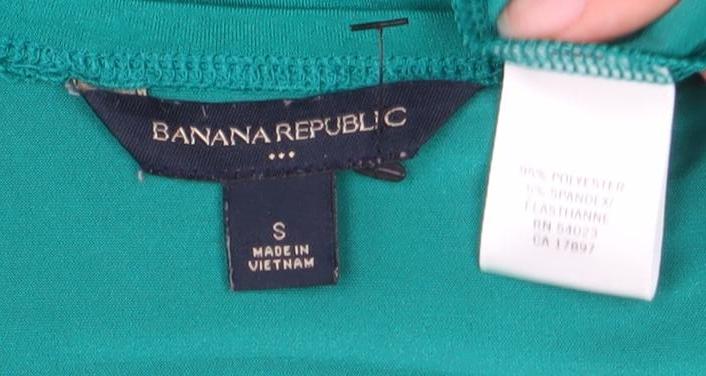 BANANA REPUBLIC
S
MADE IN
VIETNAM
95% POLYESTER
5% SPANDEX/
ELASTHANNE
RN 54023
CA 17897